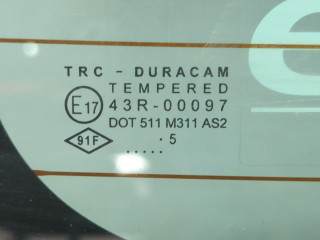 TRC - DURACAM
TEMPERED
E17 43R-00097
DOT 511 M311 AS2
91F . 5
.....